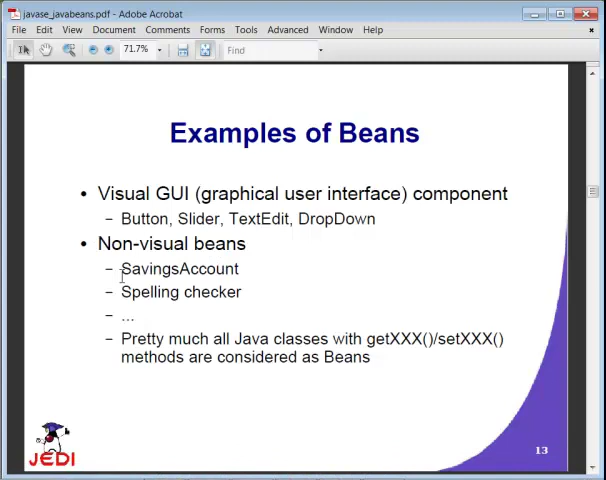 javase_javabeans.pdf - Adobe Acrobat
File Edit View Document Comments Forms Tools Advanced Window Help
71.7% Find
Examples of Beans
• Visual GUI (graphical user interface) component
– Button, Slider, TextEdit, DropDown
• Non-visual beans
– SavingsAccount
– Spelling checker
– ...
– Pretty much all Java classes with getXXX()/setXXX()
methods are considered as Beans
JEDI
13